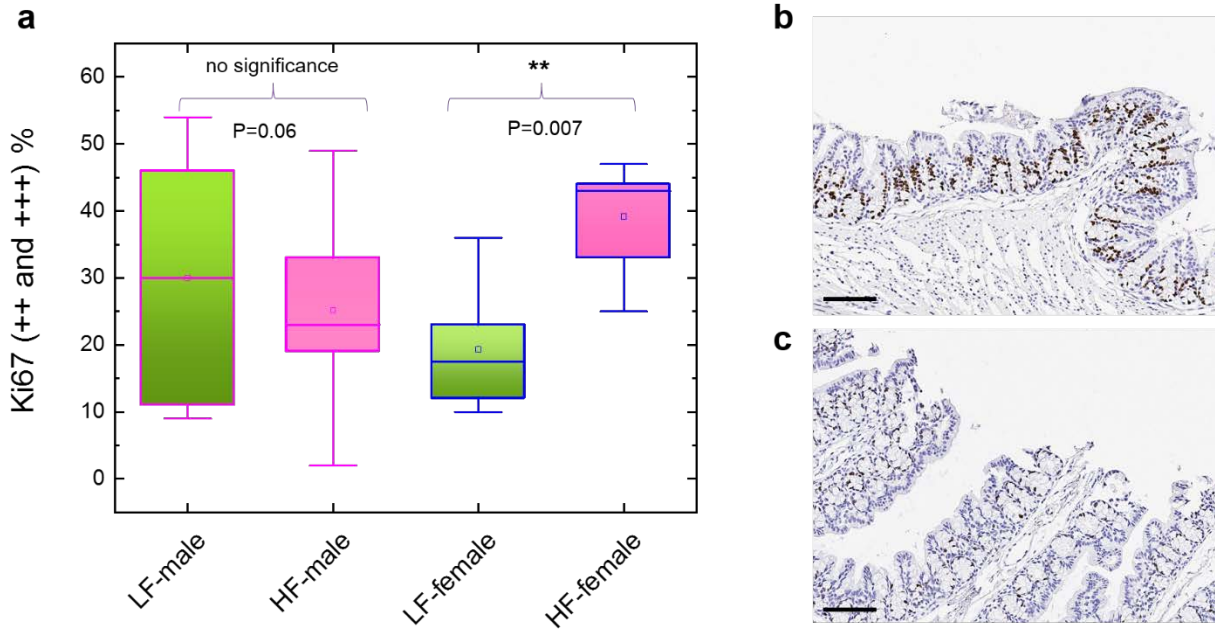 a
Ki67 (++ and +++) %
60
50
40
30
20
10
0
no significance
P=0.06
**
P=0.007
LF-male
HF-male
LF-female
HF-female
b
c